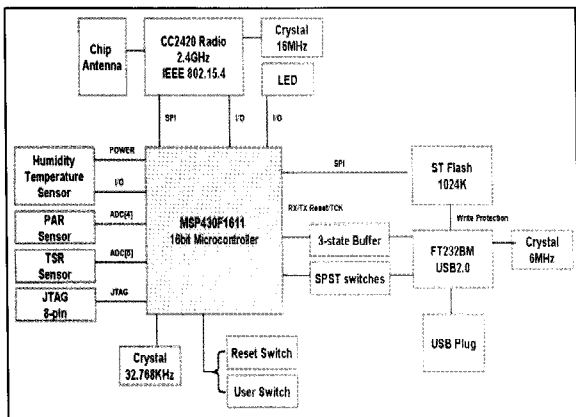 Chip
Antenna
CC2420 Radio
2.4GHz
IEEE 802.15.4
Crystal
16MHz
LED
SPI
I/O
I/O
Humidity
Temperature
Sensor
POWER
I/O
PAR
Sensor
ADC[4]
TSR
Sensor
ADC[5]
JTAG
8-pin
JTAG
MSP430F1611
16bit Microcontroller
SPI
ST Flash
1024K
RX/TX Reset/TCK
Write Protection
3-state Buffer
SPST switches
FT232BM
USB2.0
Crystal
6MHz
USB Plug
Crystal
32.768KHz
Reset Switch
User Switch